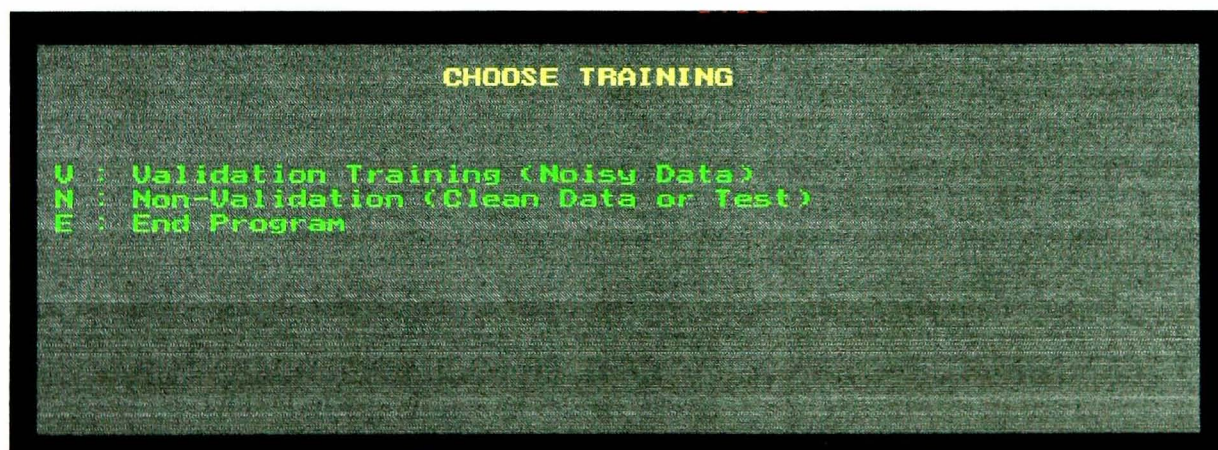 CHOOSE TRAINING
V : Validation Training (Noisy Data)
N : Non-Validation (Clean Data or Test)
E : End Program